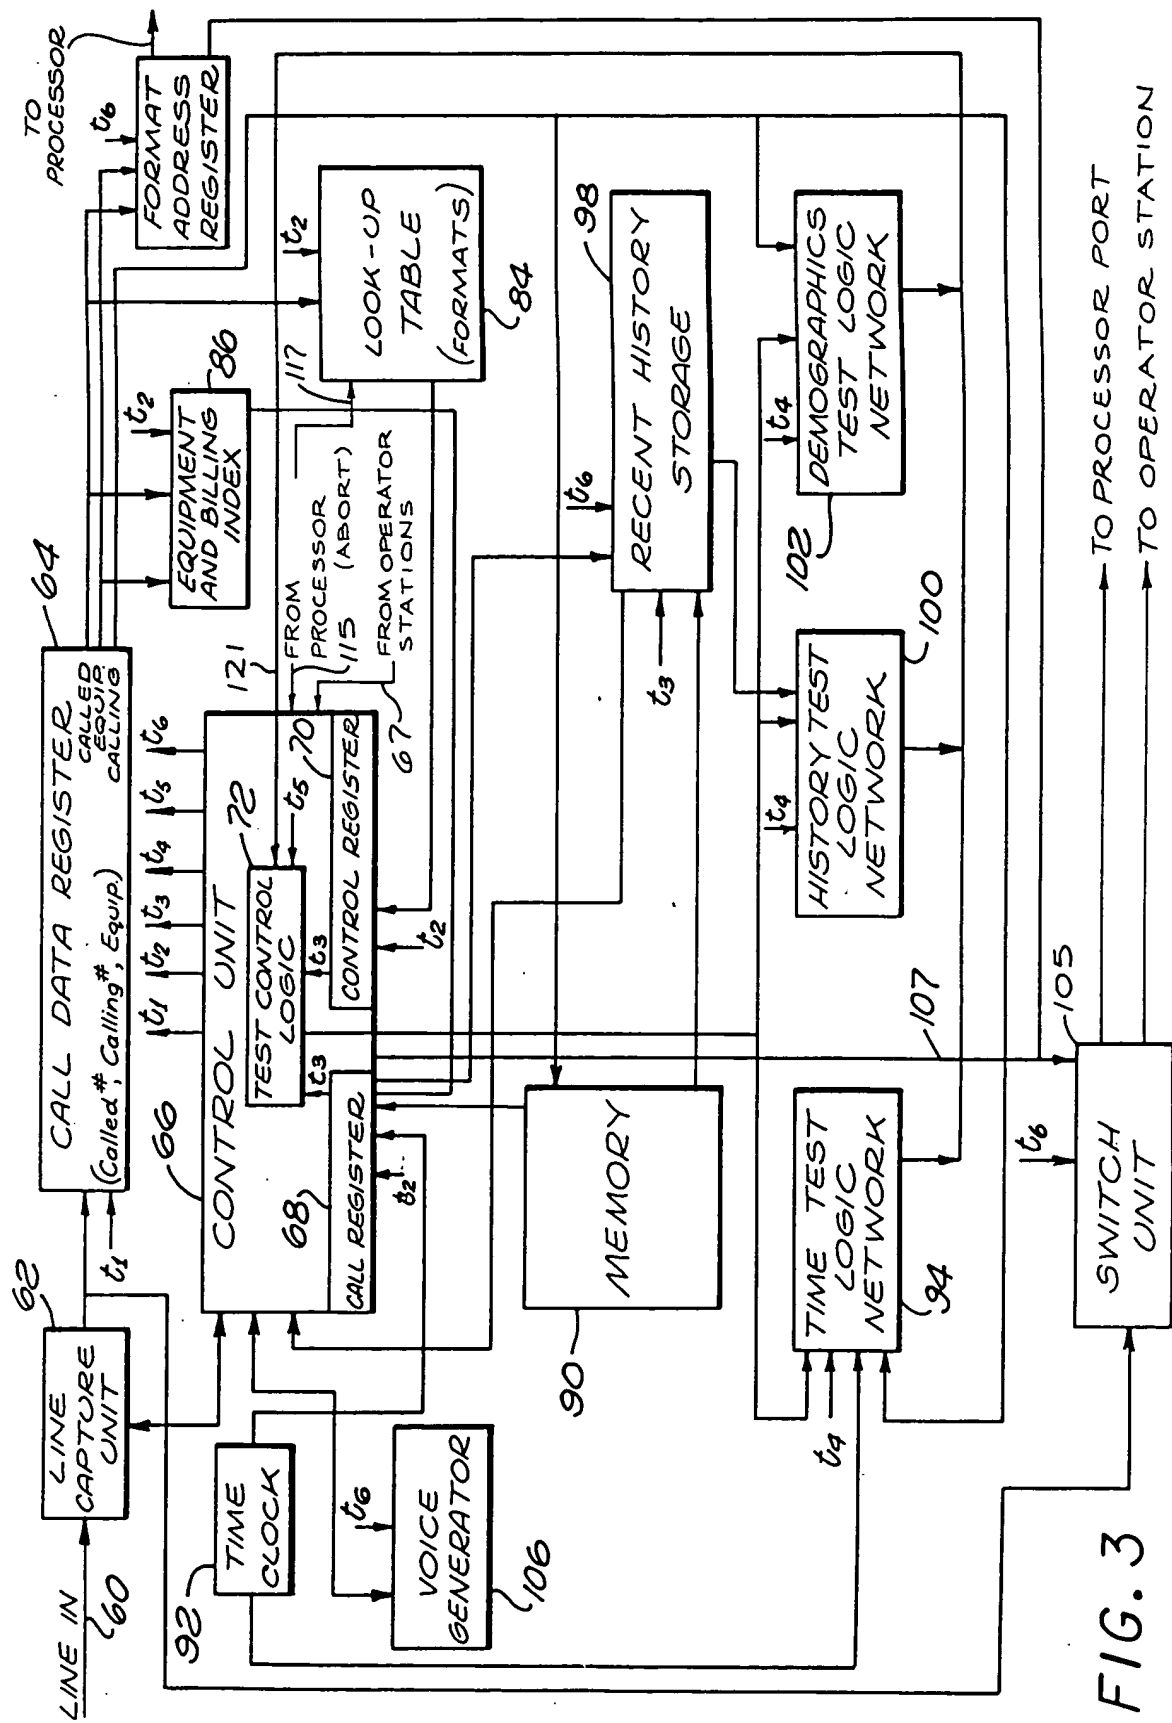 LINE IN
60
LINE
CAPTURE
UNIT
62
t1
CALL DATA REGISTER
(Called#, Calling#, Equip.)
CALLED
EQUIP.
CALLING
64
TO
PROCESSOR
t6
FORMAT
ADDRESS
REGISTER
t2
EQUIPMENT
AND BILLING
INDEX
86
t1
t2
t3
t4
t5
t6
66
CONTROL UNIT
TEST CONTROL
LOGIC
72
t5
t3
t3
68
CALL REGISTER
70
CONTROL REGISTER
t2
t2
121
FROM
PROCESSOR
(ABORT)
115
117
FROM OPERATOR
STATIONS
67
t2
LOOK-UP
TABLE
(FORMATS)
84
92
TIME
CLOCK
t6
VOICE
GENERATOR
106
90
MEMORY
t3
t6
RECENT HISTORY
STORAGE
98
t4
TIME TEST
LOGIC
NETWORK
94
t4
HISTORY TEST
LOGIC
NETWORK
100
t4
DEMOGRAPHICS
TEST LOGIC
NETWORK
102
107
t6
SWITCH
UNIT
105
TO PROCESSOR PORT
TO OPERATOR STATION
FIG. 3